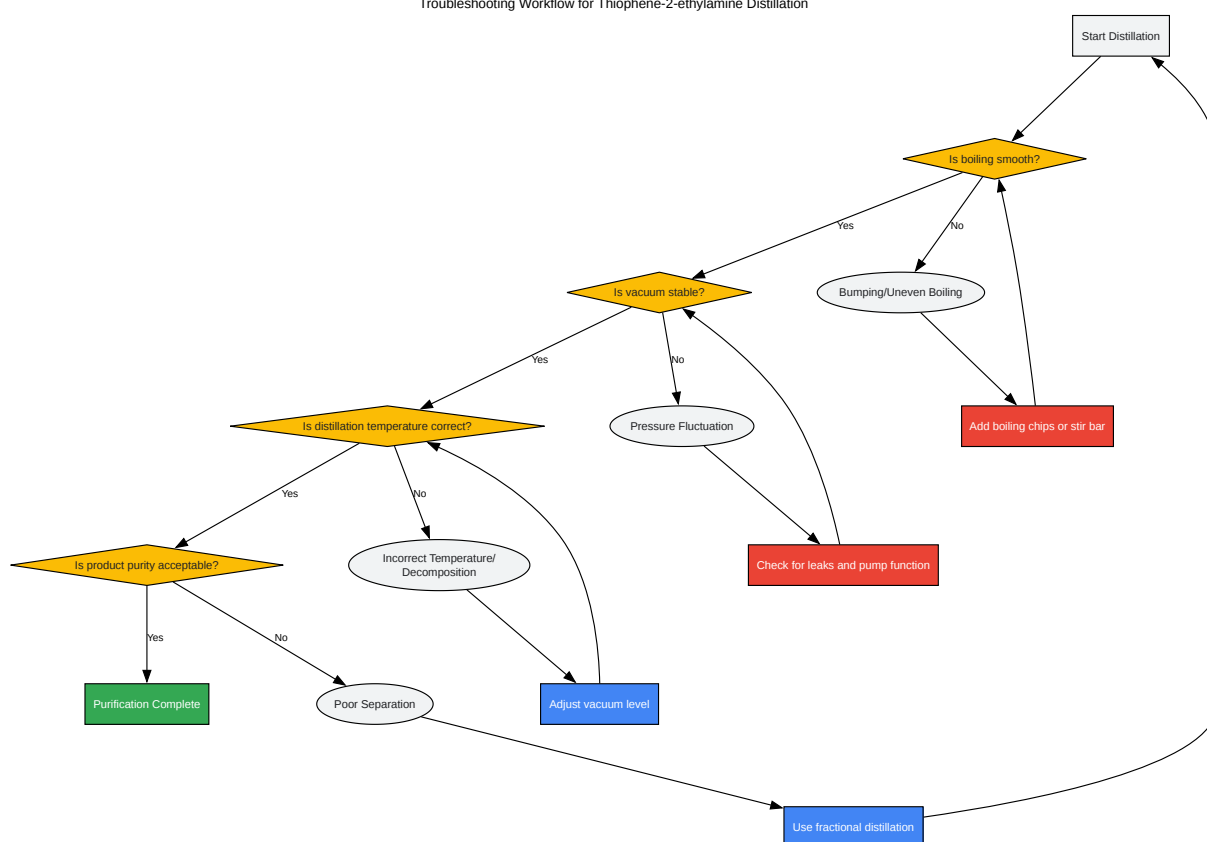 Troubleshooting Workflow for Thiophene-2-ethylamine Distillation
Start Distillation
Is boiling smooth?
Yes
No
Is vacuum stable?
Bumping/Uneven Boiling
Yes
No
Is distillation temperature correct?
Pressure Fluctuation
Add boiling chips or stir bar
Yes
No
Is product purity acceptable?
Incorrect Temperature/
Decomposition
Check for leaks and pump function
Yes
No
Purification Complete
Poor Separation
Adjust vacuum level
Use fractional distillation